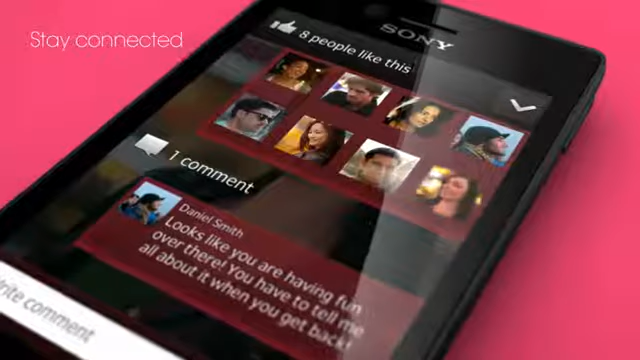 Stay connected
SONY
8 people like this
1 comment
Daniel Smith
Looks like you are having fun
over there! You have to tell me
all about it when you get back!
Write comment